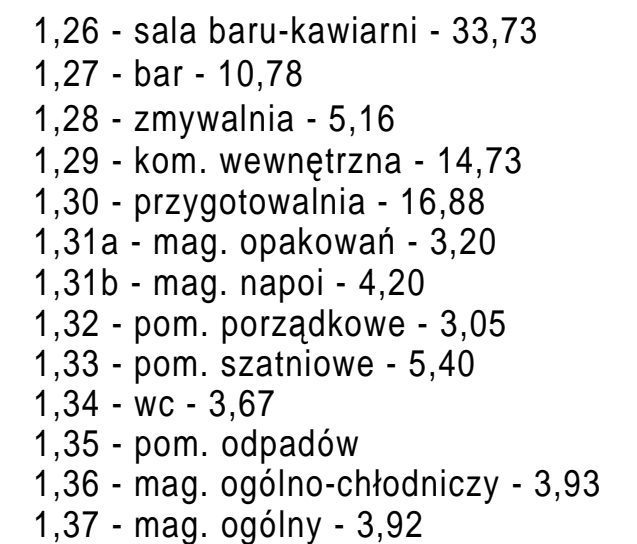 1,26 - sala baru-kawiarni - 33,73
1,27 - bar - 10,78
1,28 - zmywalnia - 5,16
1,29 - kom. wewnętrzna - 14,73
1,30 - przygotowalnia - 16,88
1,31a - mag. opakowań - 3,20
1,31b - mag. napoi - 4,20
1,32 - pom. porządkowe - 3,05
1,33 - pom. szatniowe - 5,40
1,34 - wc - 3,67
1,35 - pom. odpadów
1,36 - mag. ogólno-chłodniczy - 3,93
1,37 - mag. ogólny - 3,92